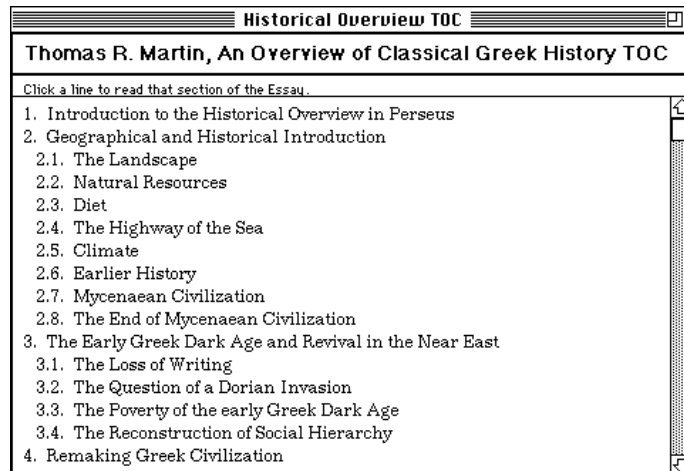 Historical Overview TOC
Thomas R. Martin, An Overview of Classical Greek History TOC
Click a line to read that section of the Essay.
1. Introduction to the Historical Overview in Perseus
2. Geographical and Historical Introduction
2.1. The Landscape
2.2. Natural Resources
2.3. Diet
2.4. The Highway of the Sea
2.5. Climate
2.6. Earlier History
2.7. Mycenaean Civilization
2.8. The End of Mycenaean Civilization
3. The Early Greek Dark Age and Revival in the Near East
3.1. The Loss of Writing
3.2. The Question of a Dorian Invasion
3.3. The Poverty of the early Greek Dark Age
3.4. The Reconstruction of Social Hierarchy
4. Remaking Greek Civilization